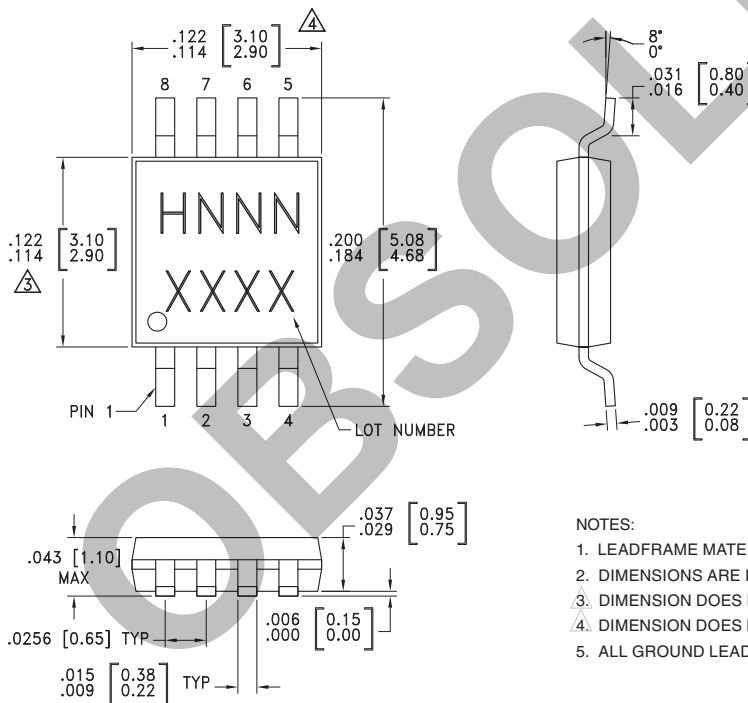 .122 [3.10]
.114 [2.90]
4
8 7 6 5
HNNN
XXXX
.122 [3.10]
.114 [2.90]
3
.200 [5.08]
.184 [4.68]
PIN 1
1 2 3 4
LOT NUMBER
8°
0°
.031 [0.80]
.016 [0.40]
.009 [0.22]
.003 [0.08]
.043 [1.10]
MAX
.037 [0.95]
.029 [0.75]
.0256 [0.65] TYP
.006 [0.15]
.000 [0.00]
.015 [0.38]
.009 [0.22] TYP
NOTES:
1. LEADFRAME MATE
2. DIMENSIONS ARE
3. DIMENSION DOES
4. DIMENSION DOES
5. ALL GROUND LEAD
OBSOL